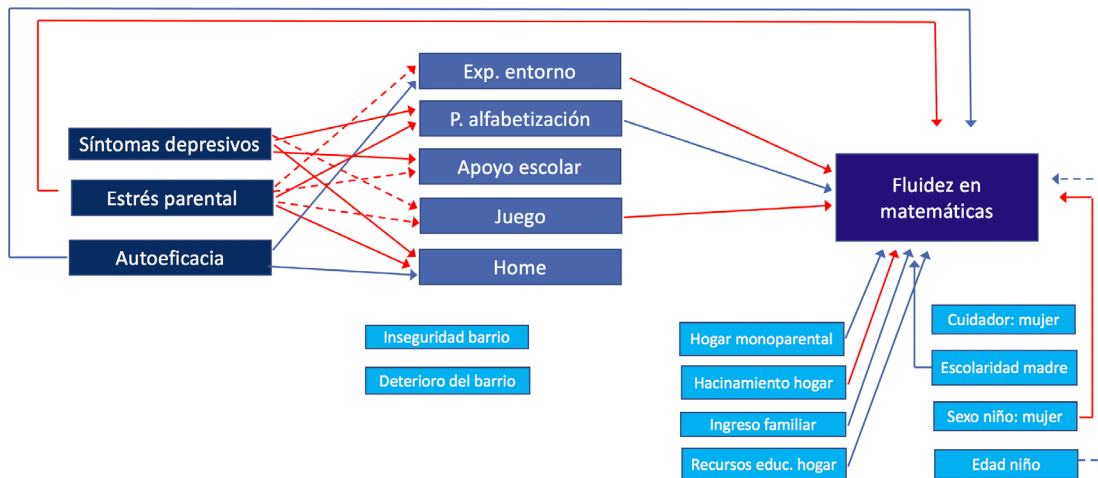 Exp. entorno
P. alfabetización
Síntomas depresivos
Apoyo escolar
Estrés parental
Fluidez en
matemáticas
Juego
Autoeficacia
Home
Inseguridad barrio
Deterioro del barrio
Hogar monoparental
Hacinamiento hogar
Ingreso familiar
Recursos educ. hogar
Cuidador: mujer
Escolaridad madre
Sexo niño: mujer
Edad niño